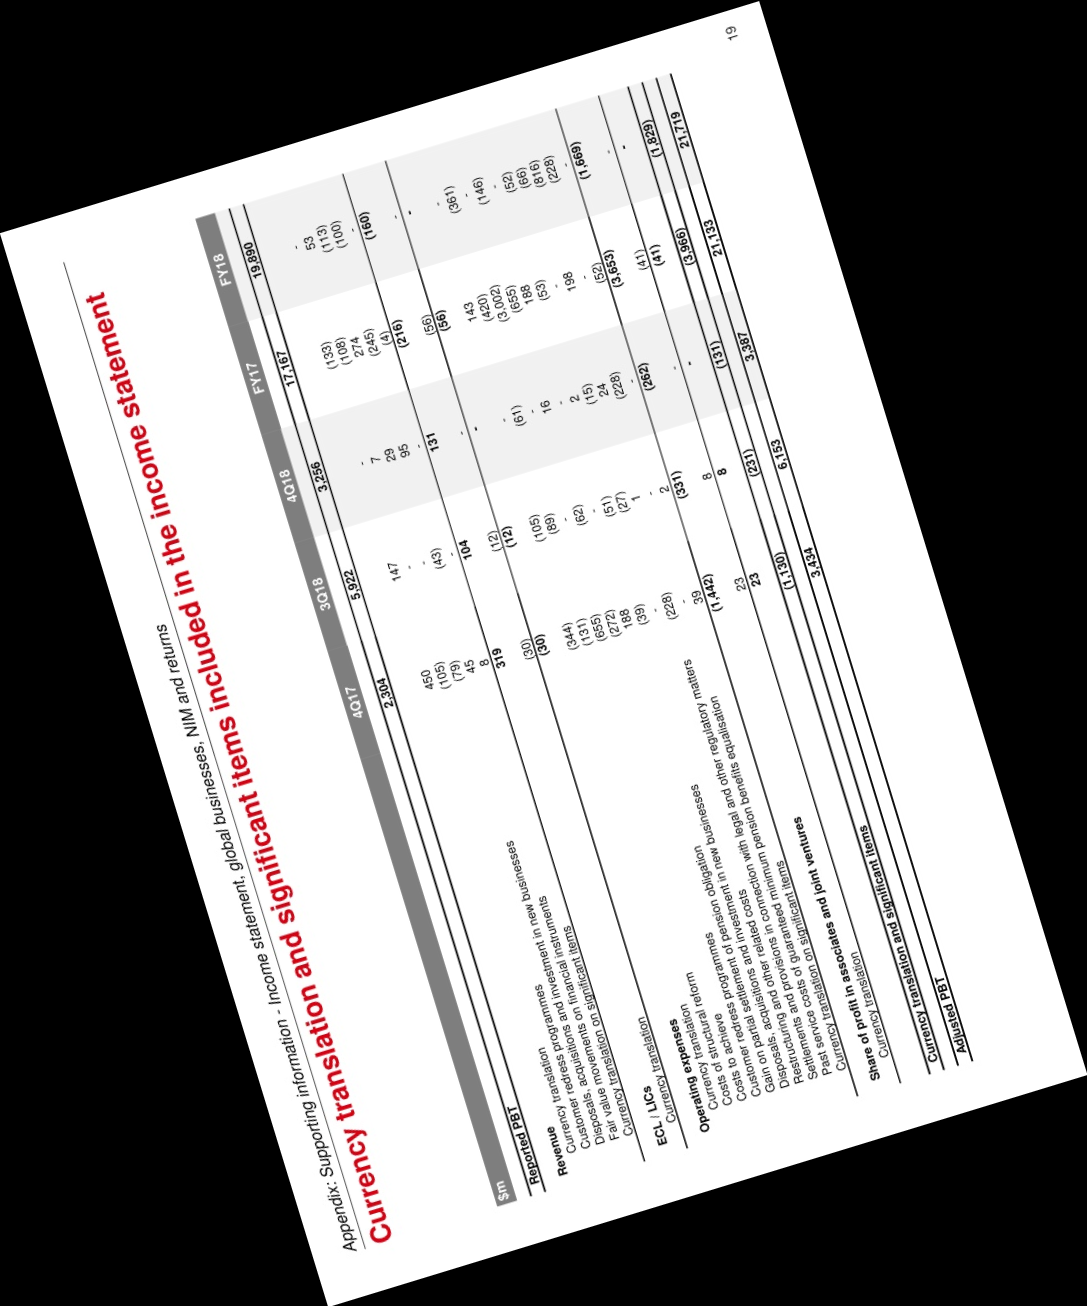 Appendix: Supporting information - Income statement, global businesses, NIM and returns
Currency translation and significant items included in the income statement
$m 4Q17 3Q18 4Q18 FY17 FY18
Reported PBT 2,304 5,922 3,256 17,167 19,890
Revenue
Currency translation 450 147 - (133) -
Customer redress programmes (105) - 7 (108) 53
Disposals, acquisitions and investment in new businesses (79) - 29 274 (113)
Fair value movements on financial instruments 45 (43) 95 (245) (100)
Currency translation on significant items 8 - - (4) -
319 104 131 (216) (160)
ECL / LICs
Currency translation (30) (12) - (56) -
(30) (12) - (56) -
Operating expenses
Currency translation (344) (105) - 143 -
Costs of structural reform (131) (89) (61) (420) (361)
Costs to achieve (655) - - (3,002) -
Customer redress programmes (272) (62) 16 (655) (146)
Gain on partial settlement of pension obligation 188 - - 188 -
Disposals, acquisitions and investment in new businesses (39) (51) 2 (53) (52)
Restructuring and other related costs - (27) (15) - (66)
Settlements and provisions in connection with legal and other regulatory matters (228) 1 24 198 (816)
Past service costs of guaranteed minimum pension benefits equalisation - - (228) - (228)
Currency translation on significant items 39 2 - (52) -
(1,442) (331) (262) (3,653) (1,669)
Share of profit in associates and joint ventures
Currency translation 23 8 - (41) -
23 8 - (41) -
Currency translation and significant items (1,130) (231) (131) (3,966) (1,829)
Adjusted PBT 3,434 6,153 3,387 21,133 21,719
19